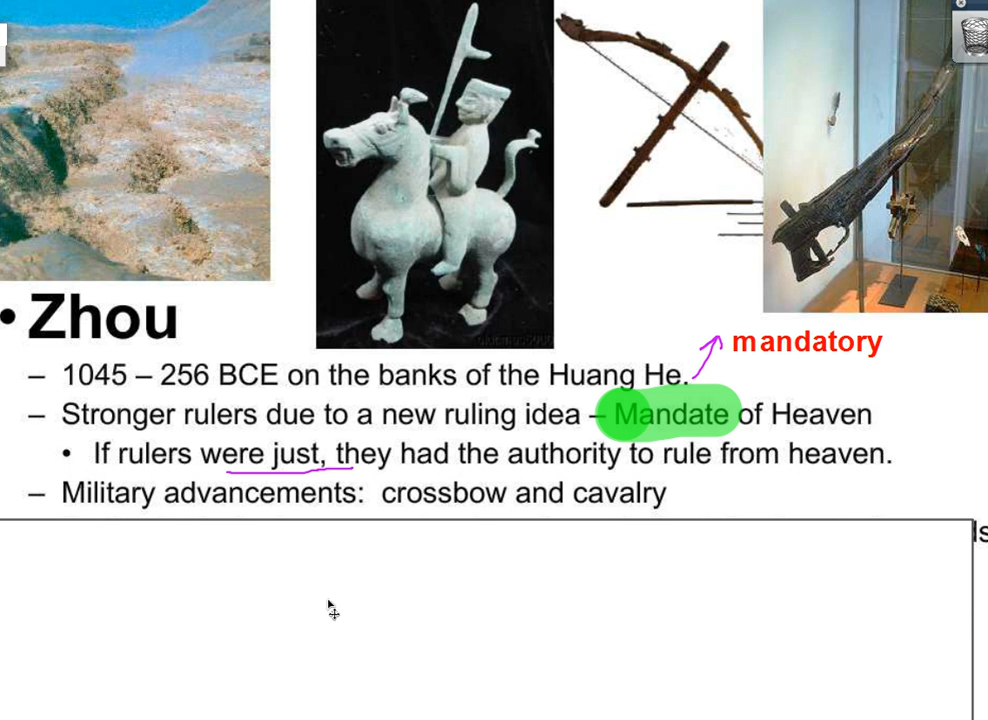 • Zhou
mandatory
– 1045 – 256 BCE on the banks of the Huang He.
– Stronger rulers due to a new ruling idea – Mandate of Heaven
• If rulers were just, they had the authority to rule from heaven.
– Military advancements: crossbow and cavalry